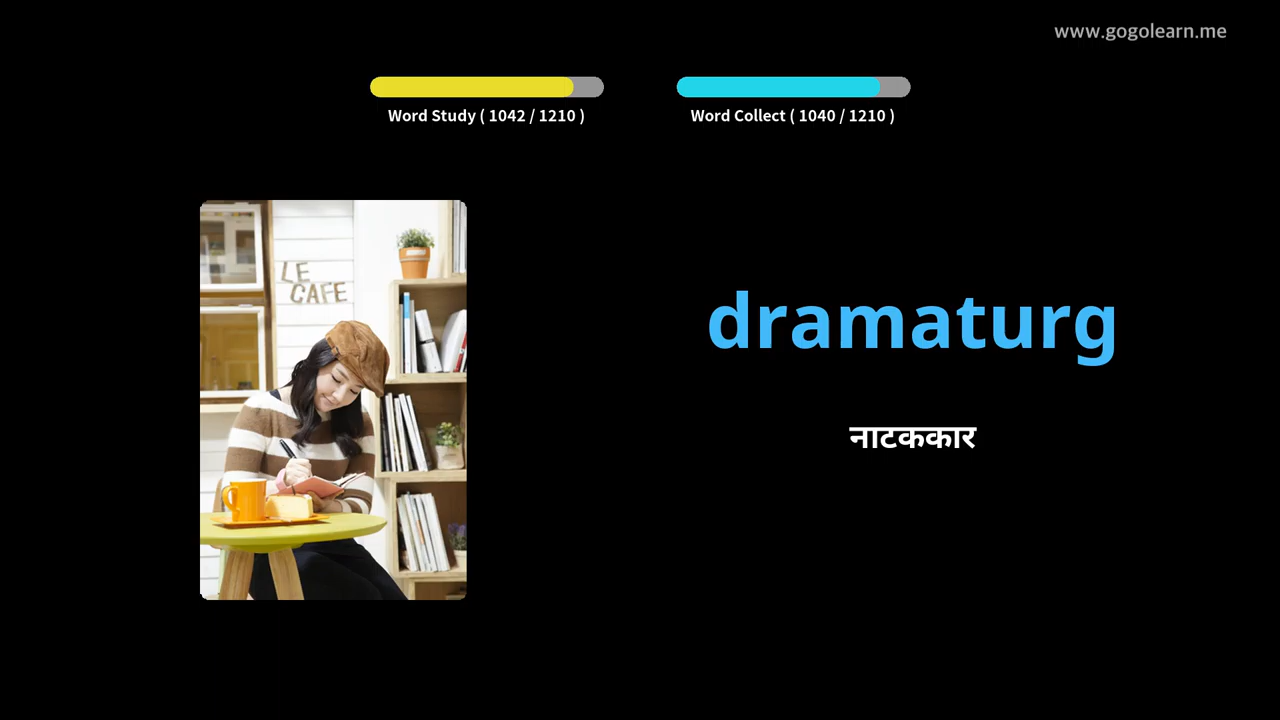 www.gogolearn.me
Word Study ( 1042 / 1210 )
Word Collect ( 1040 / 1210 )
LE
CAFE
dramaturg
नाटककार